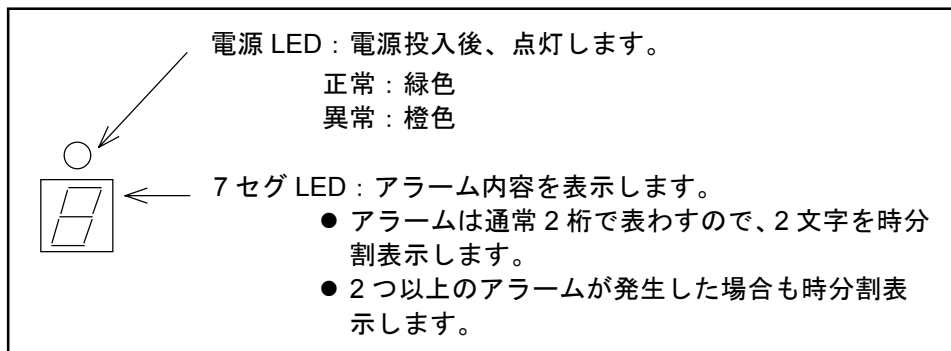 電源 LED：電源投入後、点灯します。
正常：緑色
異常：橙色
7 セグ LED：アラーム内容を表示します。
● アラームは通常 2 桁で表わすので、2 文字を時分
割表示します。
● 2 つ以上のアラームが発生した場合も時分割表
示します。